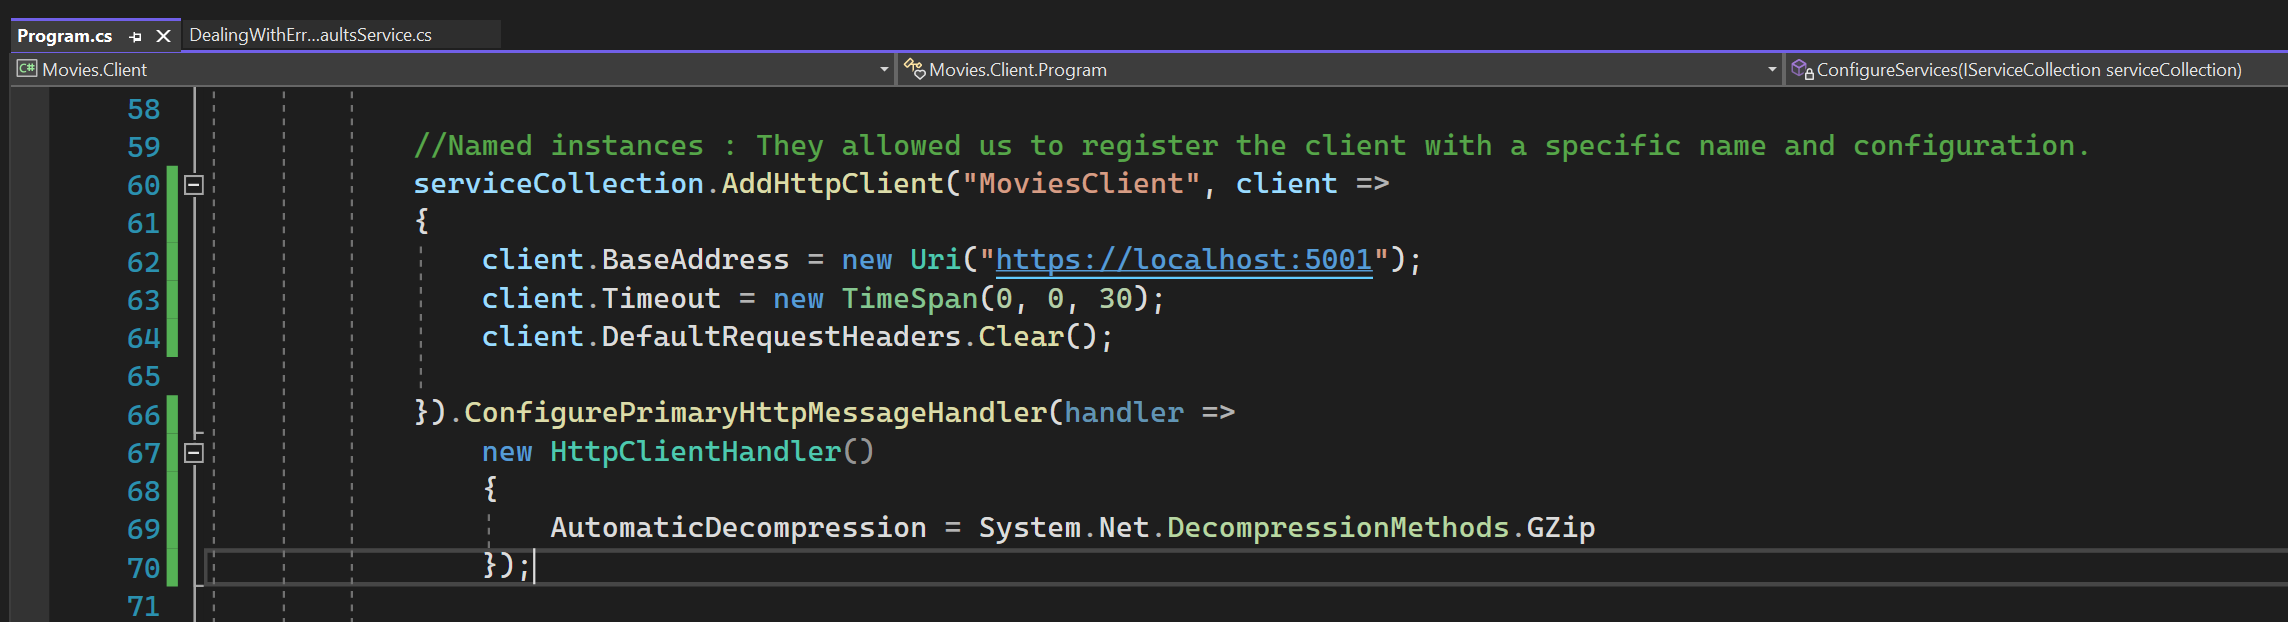 Program.cs DealingWithErr...aultsService.cs
C# Movies.Client Movies.Client.Program ConfigureServices(IServiceCollection serviceCollection)
58
59 //Named instances : They allowed us to register the client with a specific name and configuration.
60 serviceCollection.AddHttpClient("MoviesClient", client =>
61 {
62 client.BaseAddress = new Uri("https://localhost:5001");
63 client.Timeout = new TimeSpan(0, 0, 30);
64 client.DefaultRequestHeaders.Clear();
65
66 }).ConfigurePrimaryHttpMessageHandler(handler =>
67 new HttpClientHandler()
68 {
69 AutomaticDecompression = System.Net.DecompressionMethods.GZip
70 });
71